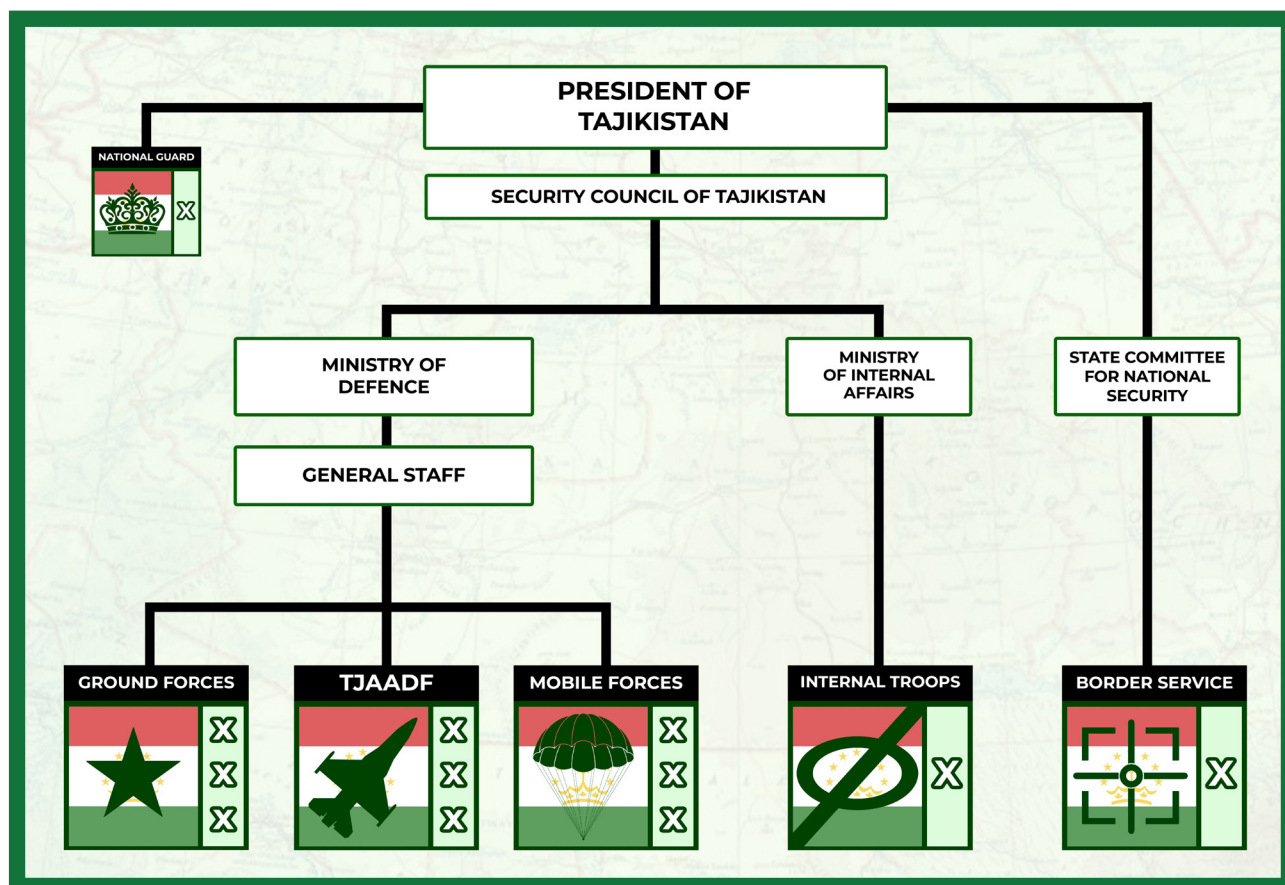 PRESIDENT OF
TAJIKISTAN
NATIONAL GUARD
X
SECURITY COUNCIL OF TAJIKISTAN
MINISTRY OF
DEFENCE
MINISTRY
OF INTERNAL
AFFAIRS
STATE COMMITTEE
FOR NATIONAL
SECURITY
GENERAL STAFF
GROUND FORCES
X
X
X
TJAADF
X
X
X
MOBILE FORCES
X
X
X
INTERNAL TROOPS
X
BORDER SERVICE
X